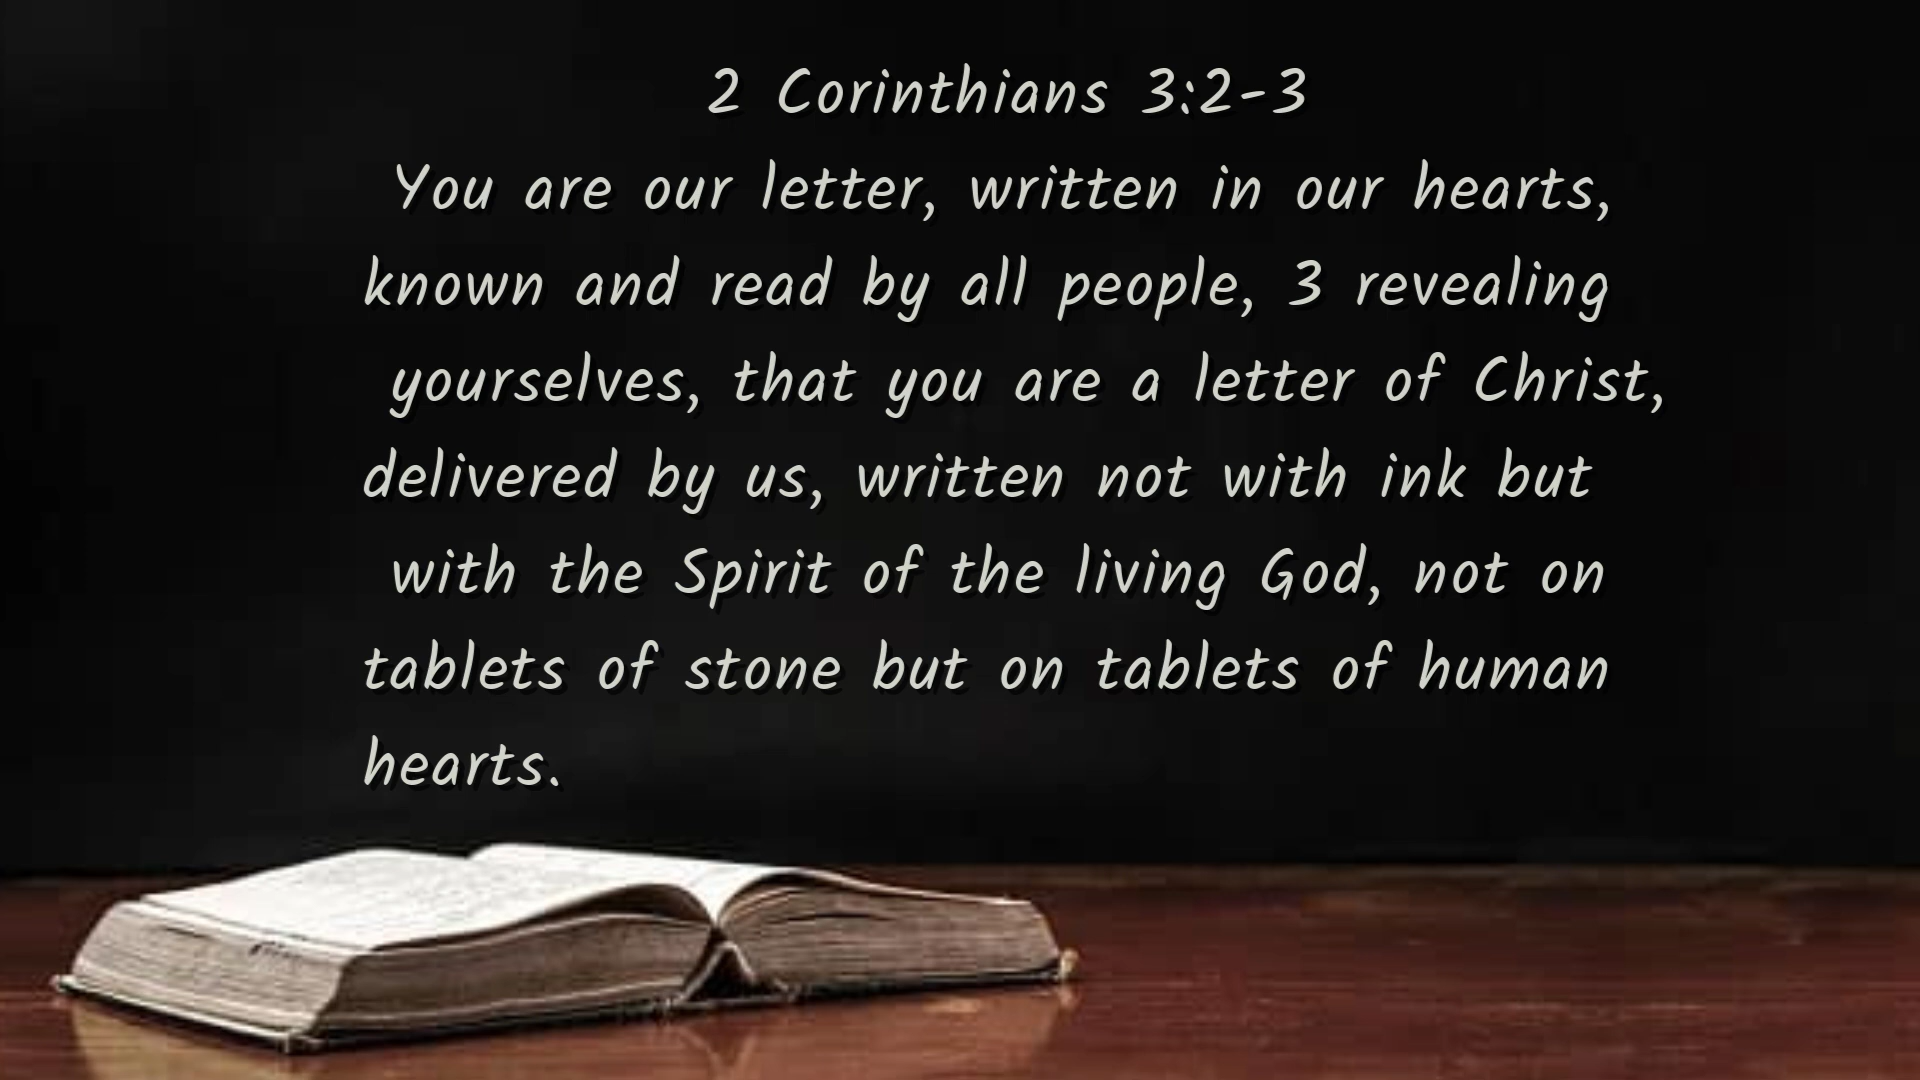 2 Corinthians 3:2-3
You are our letter, written in our hearts,
known and read by all people, 3 revealing
yourselves, that you are a letter of Christ,
delivered by us, written not with ink but
with the Spirit of the living God, not on
tablets of stone but on tablets of human
hearts.